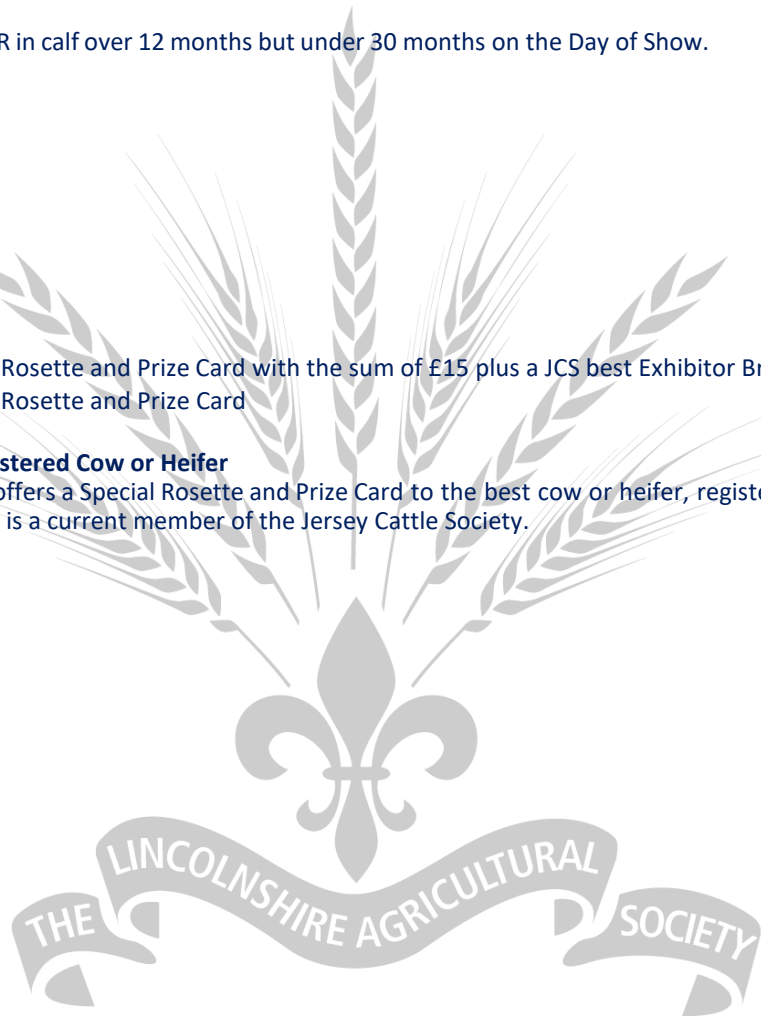 R in calf over 12 months but under 30 months on the Day of Show.
Rosette and Prize Card with the sum of £15 plus a JCS best Exhibitor Br
Rosette and Prize Card
stered Cow or Heifer
offers a Special Rosette and Prize Card to the best cow or heifer, registe
is a current member of the Jersey Cattle Society.
THE LINCOLNSHIRE AGRICULTURAL SOCIETY